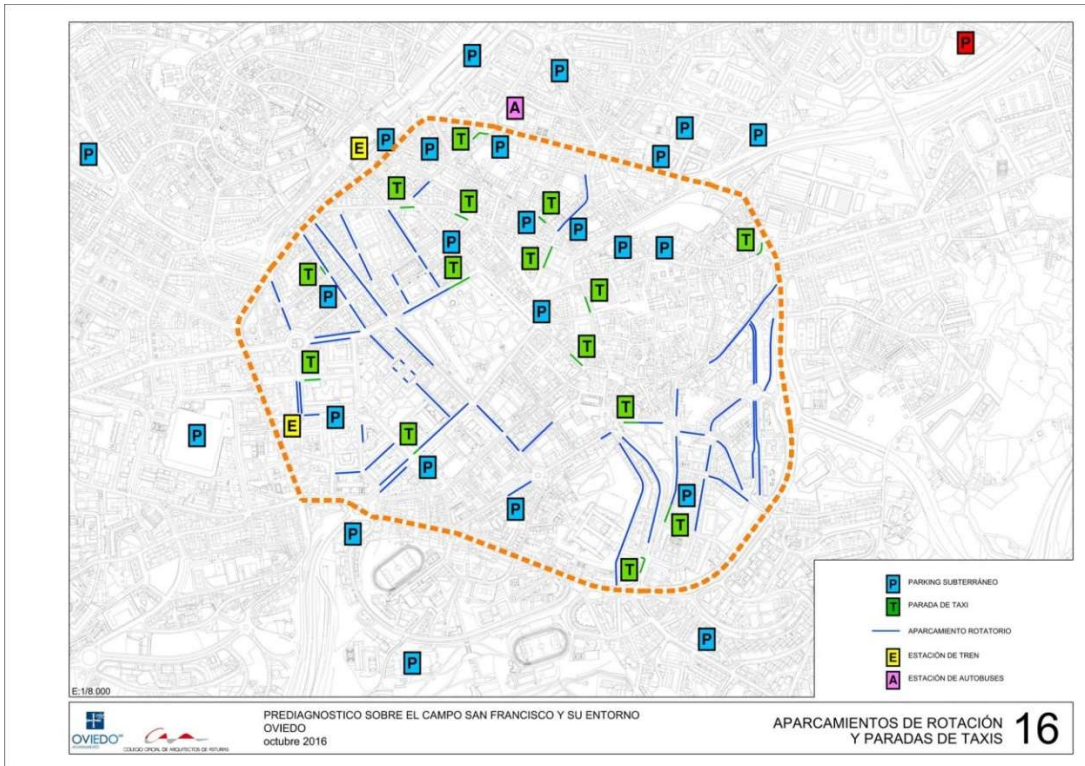 P
P
P
A
P
P
P
P
P
T
P
E
P
P
T
T
T
P
P
T
P
P
P
T
T
T
P
T
P
T
T
T
P
E
T
P
P
P
P
P
T
P
T
P
P
P PARKING SUBTERRÁNEO
T PARADA DE TAXI
APARCAMIENTO ROTATORIO
E ESTACIÓN DE TREN
A ESTACIÓN DE AUTOBUSES
E:1/8.000
OVIEDO
COLEGIO OFICIAL DE ARQUITECTOS DE ASTURIAS
PREDIAGNOSTICO SOBRE EL CAMPO SAN FRANCISCO Y SU ENTORNO
OVIEDO
octubre 2016
APARCAMIENTOS DE ROTACIÓN
Y PARADAS DE TAXIS
16